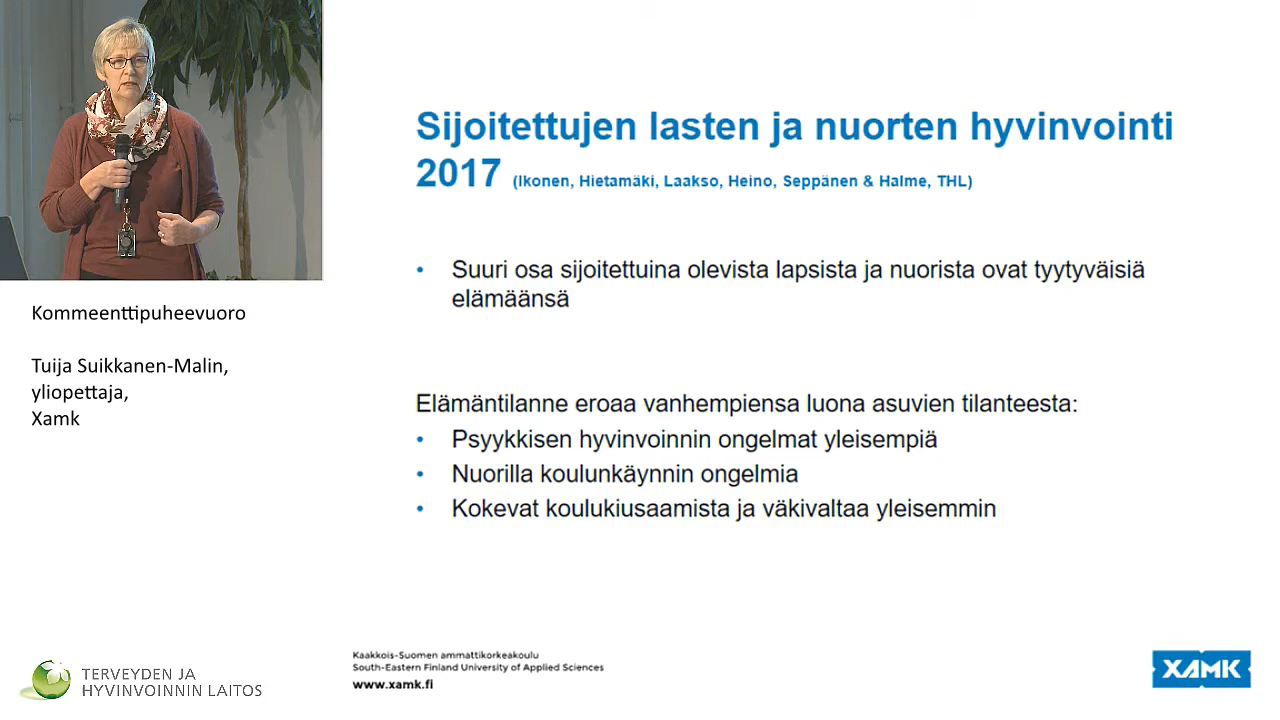 Sijoitettujen lasten ja nuorten hyvinvointi
2017 (Ikonen, Hietamäki, Laakso, Heino, Seppänen & Halme, THL)
• Suuri osa sijoitettuina olevista lapsista ja nuorista ovat tyytyväisiä
elämäänsä
Elämäntilanne eroaa vanhempiensa luona asuvien tilanteesta:
• Psyykkisen hyvinvoinnin ongelmat yleisempiä
• Nuorilla koulunkäynnin ongelmia
• Kokevat koulukiusaamista ja väkivaltaa yleisemmin
Kommeenttipuheevuoro
Tuija Suikkanen-Malin,
yliopettaja,
Xamk
TERVEYDEN JA
HYVINVOINNIN LAITOS
Kaakkois-Suomen ammattikorkeakoulu
South-Eastern Finland University of Applied Sciences
www.xamk.fi
XAMK